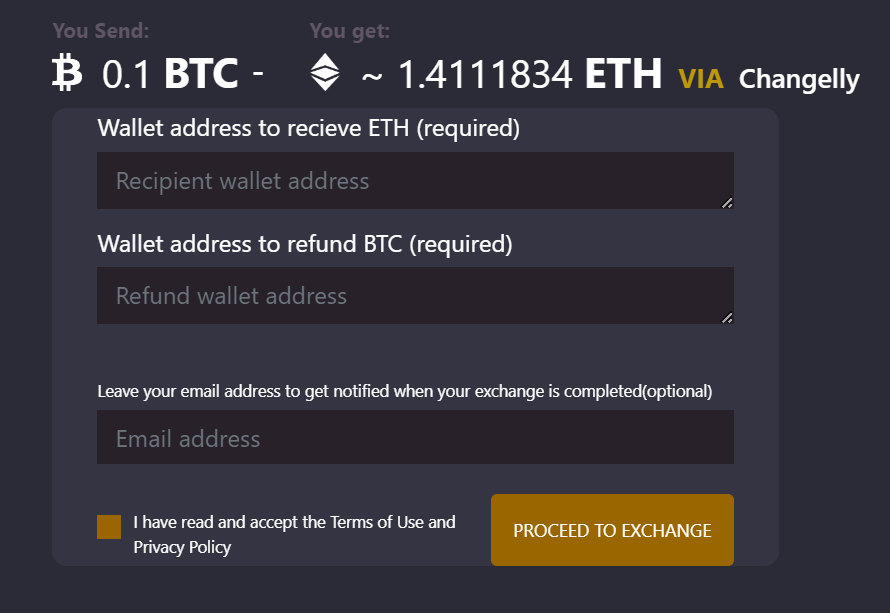 You Send: You get:
0.1 BTC - ~ 1.4111834 ETH VIA Changelly
Wallet address to recieve ETH (required)
Recipient wallet address
Wallet address to refund BTC (required)
Refund wallet address
Leave your email address to get notified when your exchange is completed(optional)
Email address
I have read and accept the Terms of Use and
Privacy Policy
PROCEED TO EXCHANGE